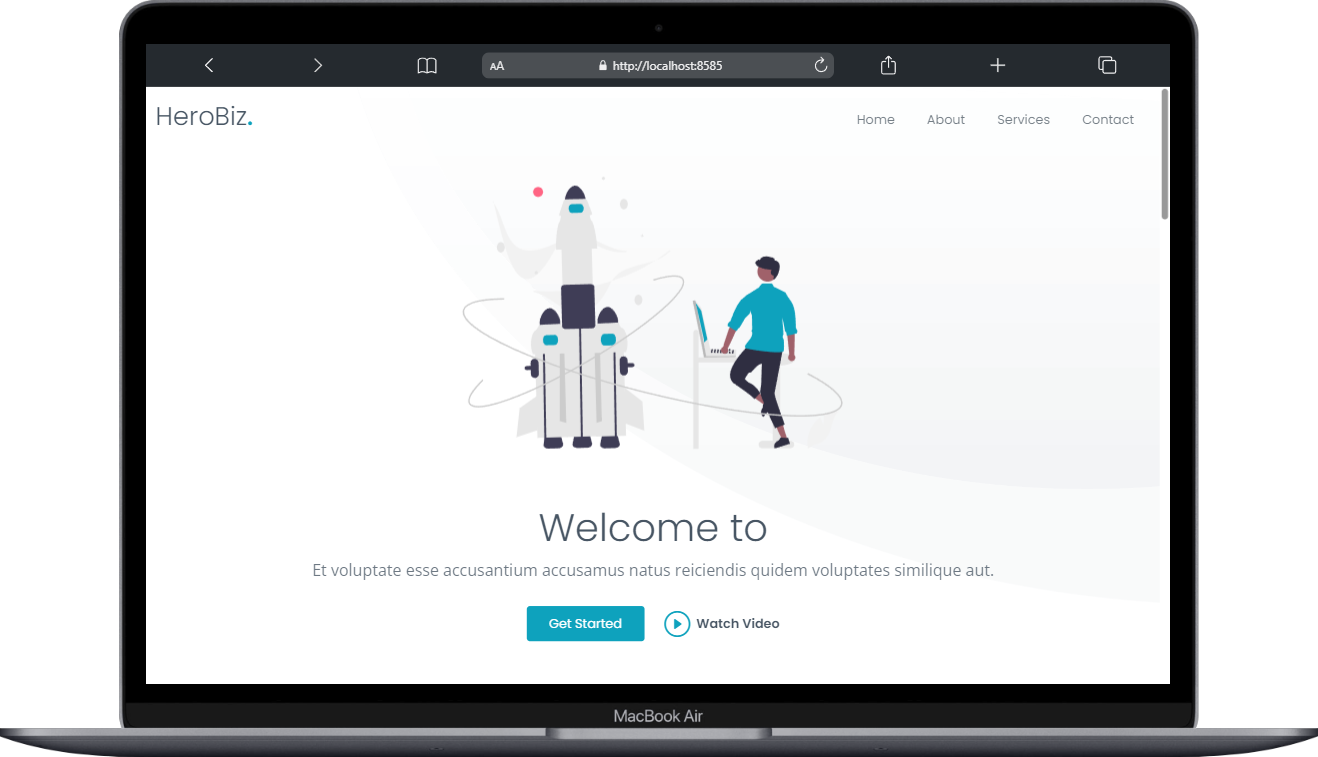 AA
http://localhost:8585
HeroBiz.
Home
About
Services
Contact
Welcome to
Et voluptate esse accusantium accusamus natus reiciendis quidem voluptates similique aut.
Get Started
Watch Video
MacBook Air